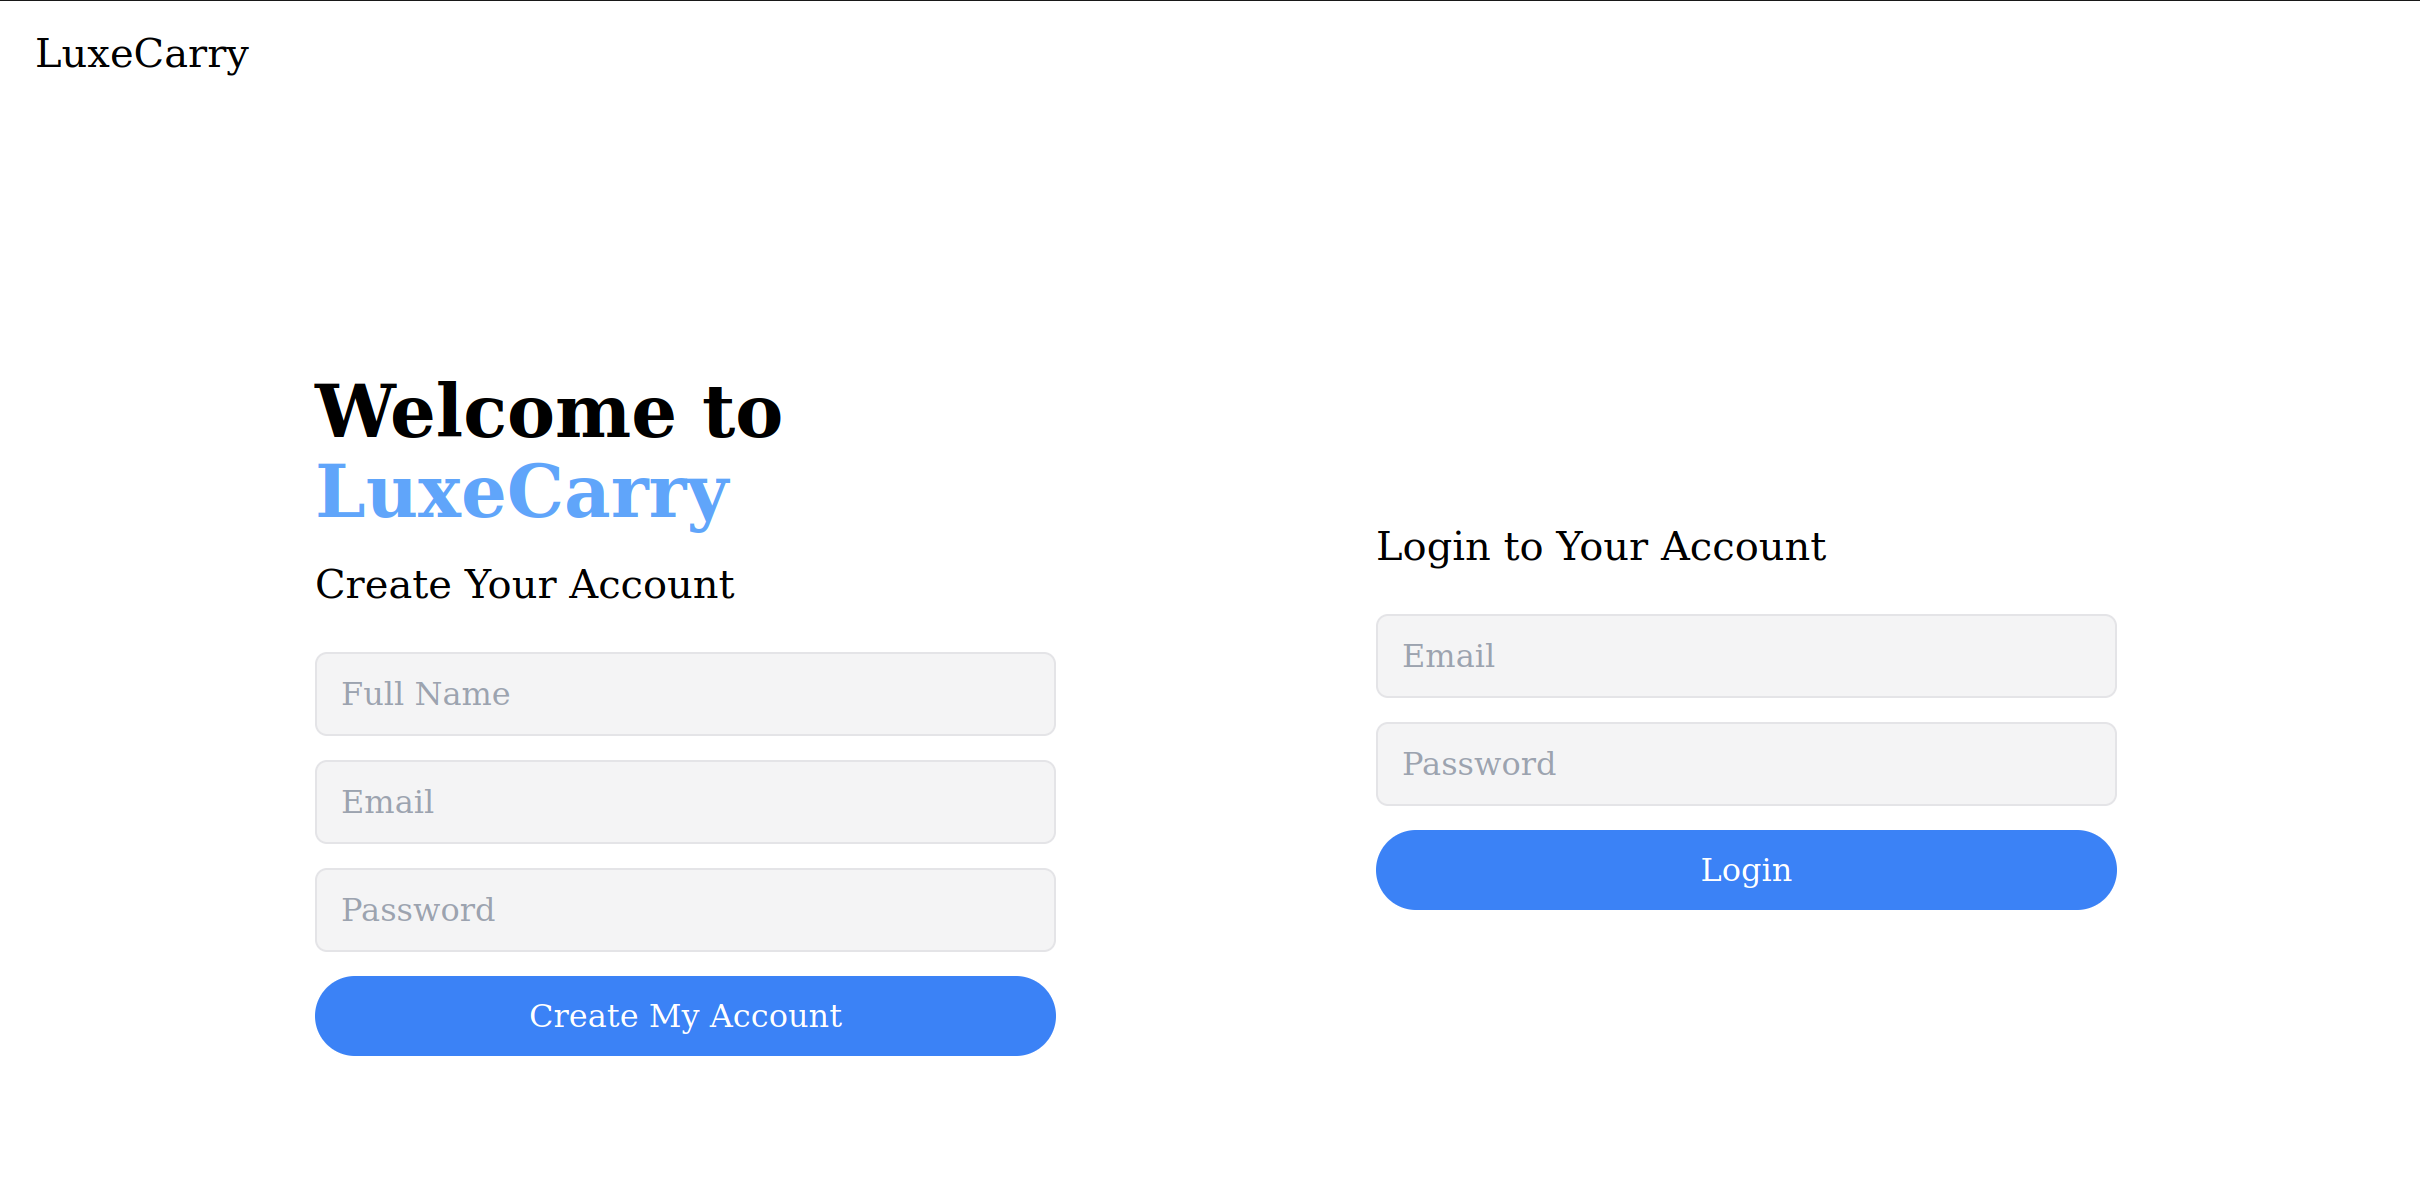 LuxeCarry
Welcome to
LuxeCarry
Create Your Account
Full Name
Email
Password
Create My Account
Login to Your Account
Email
Password
Login